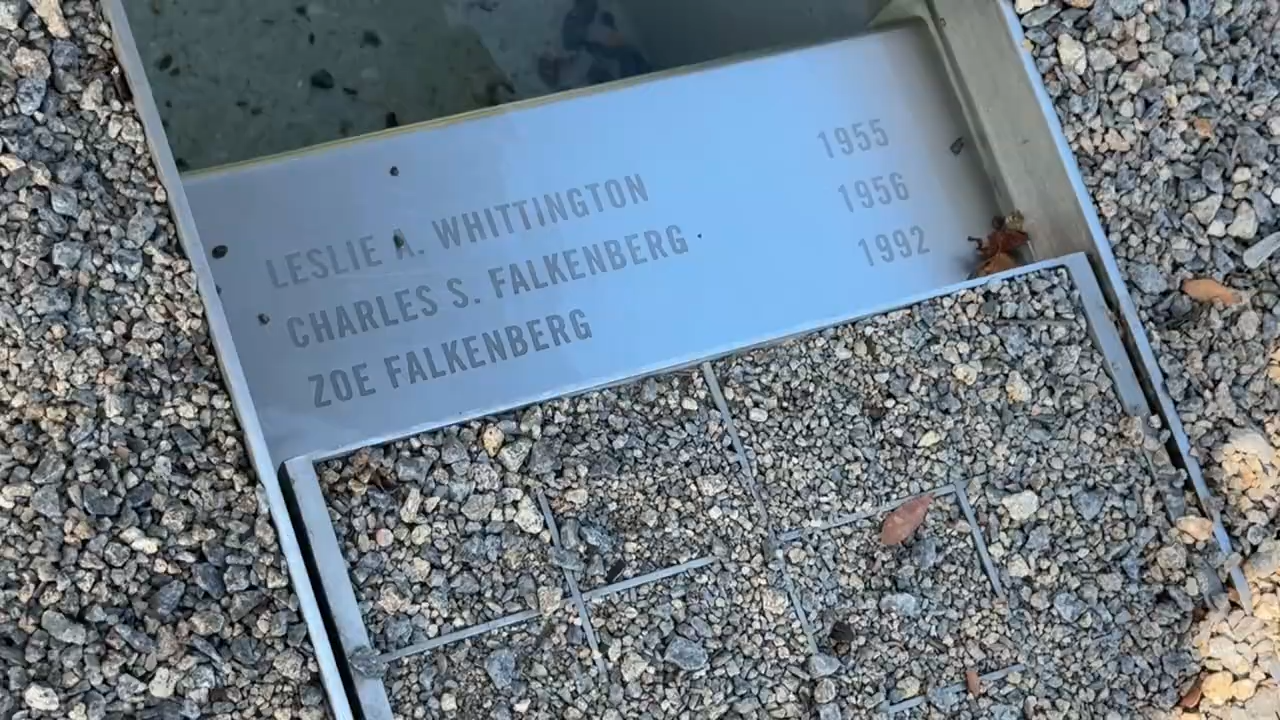 LESLIE A. WHITTINGTON 1955
CHARLES S. FALKENBERG 1956
ZOE FALKENBERG 1992